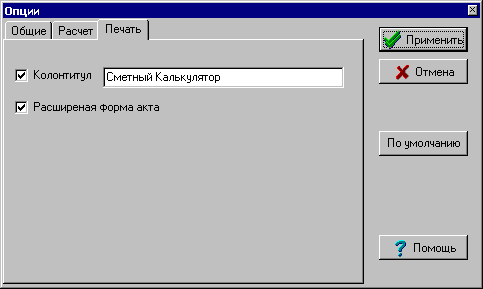 Опции
Общие Расчет Печать
Колонтитул Сметный Калькулятор
Расширеная форма акта
Применить
Отмена
По умолчанию
? Помощь